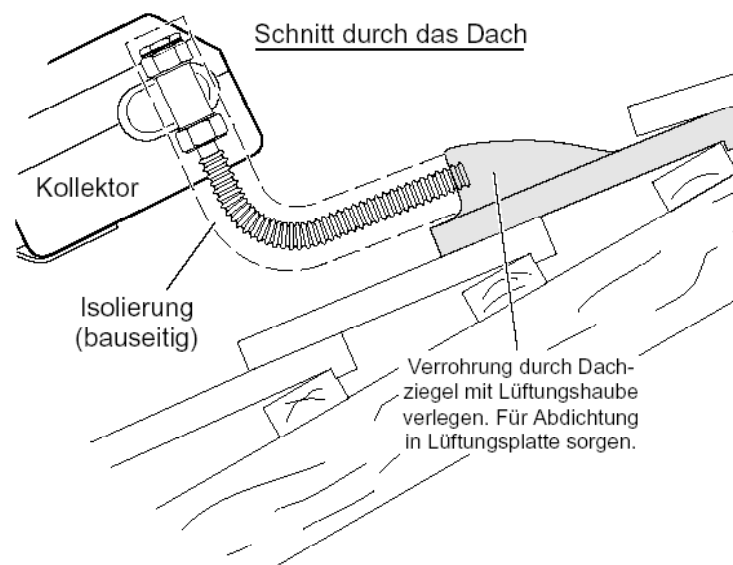 Schnitt durch das Dach
Kollektor
Isolierung
(bauseitig)
Verrohrung durch Dach-
ziegel mit Lüftungshaube
verlegen. Für Abdichtung
in Lüftungsplatte sorgen.